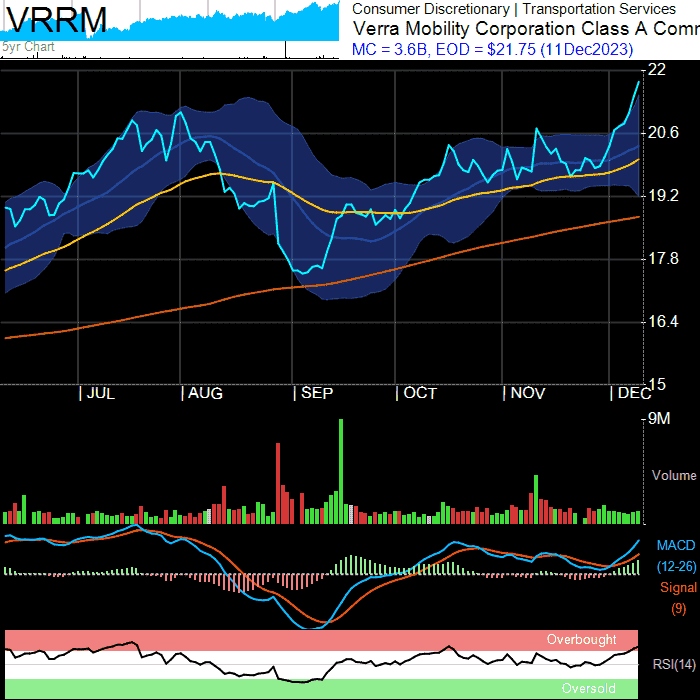 VRRM
5yr Chart
Consumer Discretionary | Transportation Services
Verra Mobility Corporation Class A Comm
MC = 3.6B, EOD = $21.75 (11Dec2023)
22
20.6
19.2
17.8
16.4
15
JUL AUG SEP OCT NOV DEC
9M
Volume
MACD
(12-26)
Signal
(9)
Overbought
RSI(14)
Oversold